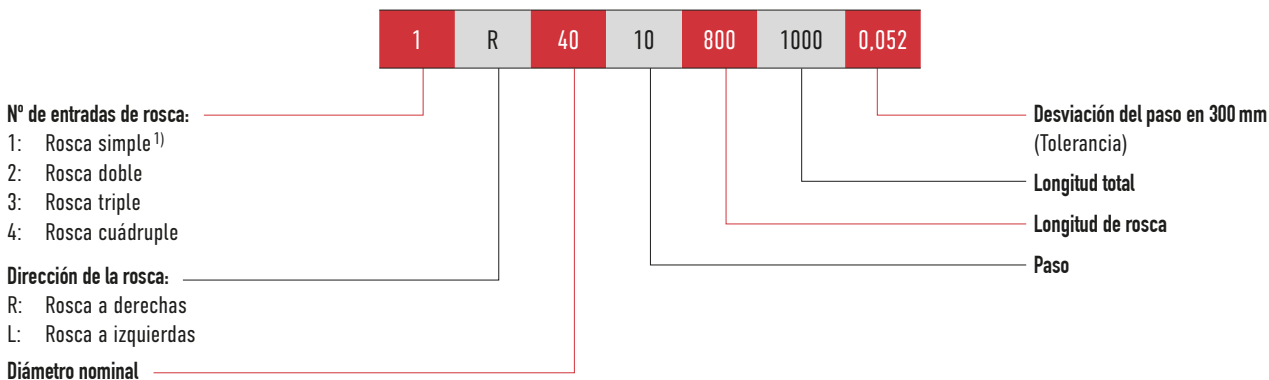 1 R 40 10 800 1000 0,052
Nº de entradas de rosca:
1: Rosca simple 1)
2: Rosca doble
3: Rosca triple
4: Rosca cuádruple
Dirección de la rosca:
R: Rosca a derechas
L: Rosca a izquierdas
Diámetro nominal
Desviación del paso en 300 mm
(Tolerancia)
Longitud total
Longitud de rosca
Paso